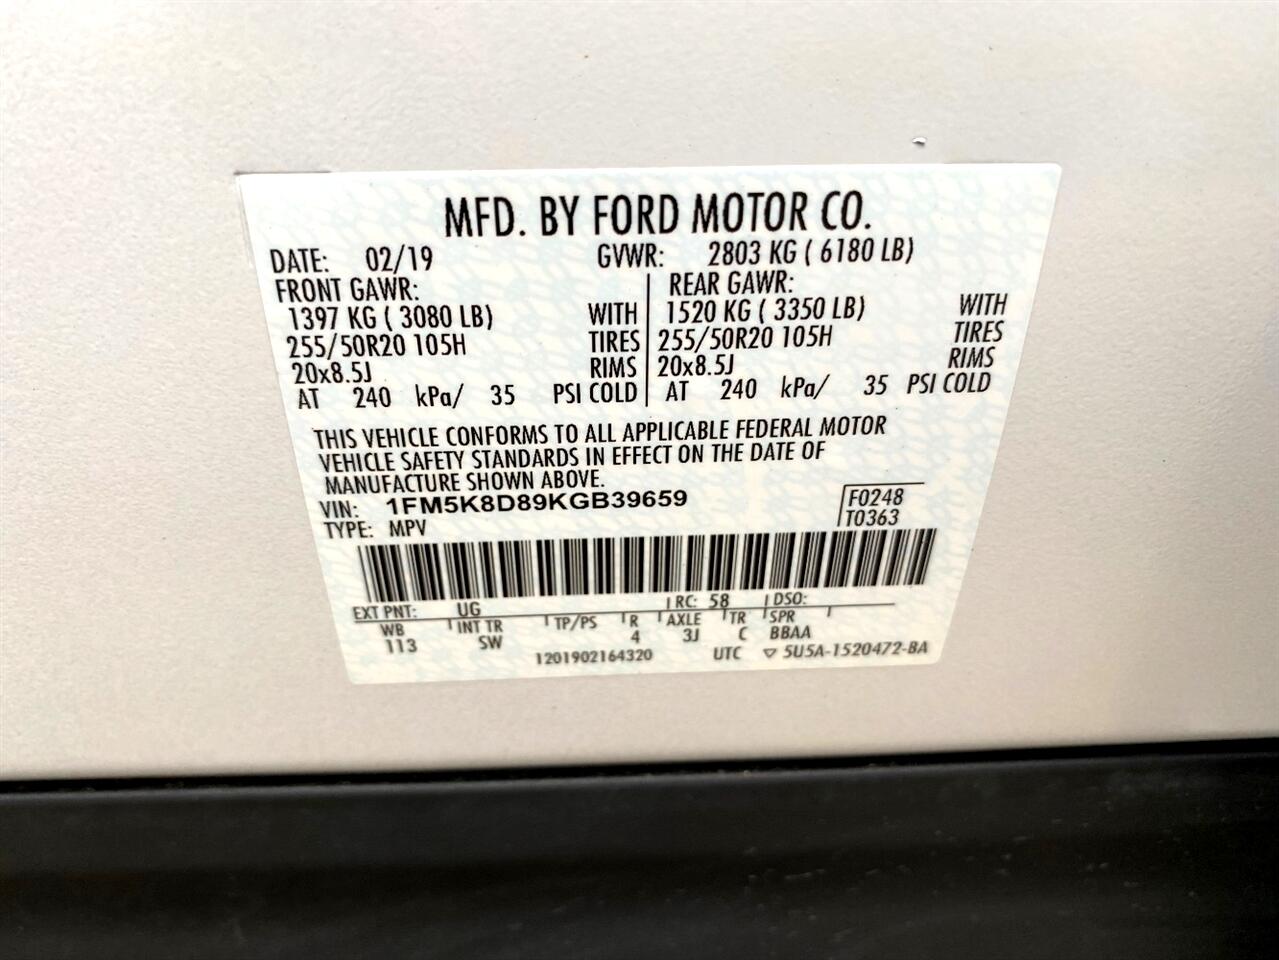 MFD. BY FORD MOTOR CO.
DATE: 02/19 GVWR: 2803 KG ( 6180 LB)
FRONT GAWR: REAR GAWR:
1397 KG ( 3080 LB) WITH 1520 KG ( 3350 LB) WITH
255/50R20 105H TIRES 255/50R20 105H TIRES
20x8.5J RIMS 20x8.5J RIMS
AT 240 kPa/ 35 PSI COLD AT 240 kPa/ 35 PSI COLD
THIS VEHICLE CONFORMS TO ALL APPLICABLE FEDERAL MOTOR
VEHICLE SAFETY STANDARDS IN EFFECT ON THE DATE OF
MANUFACTURE SHOWN ABOVE.
VIN: 1FM5K8D89KGB39659 F0248
TYPE: MPV T0363
EXT PNT: UG RC: 58 DSO:
WB INT TR TP/PS R AXLE TR SPR
113 SW 4 3J C BBAA
1201902164320 UTC ▽ 5U5A-1520472-BA